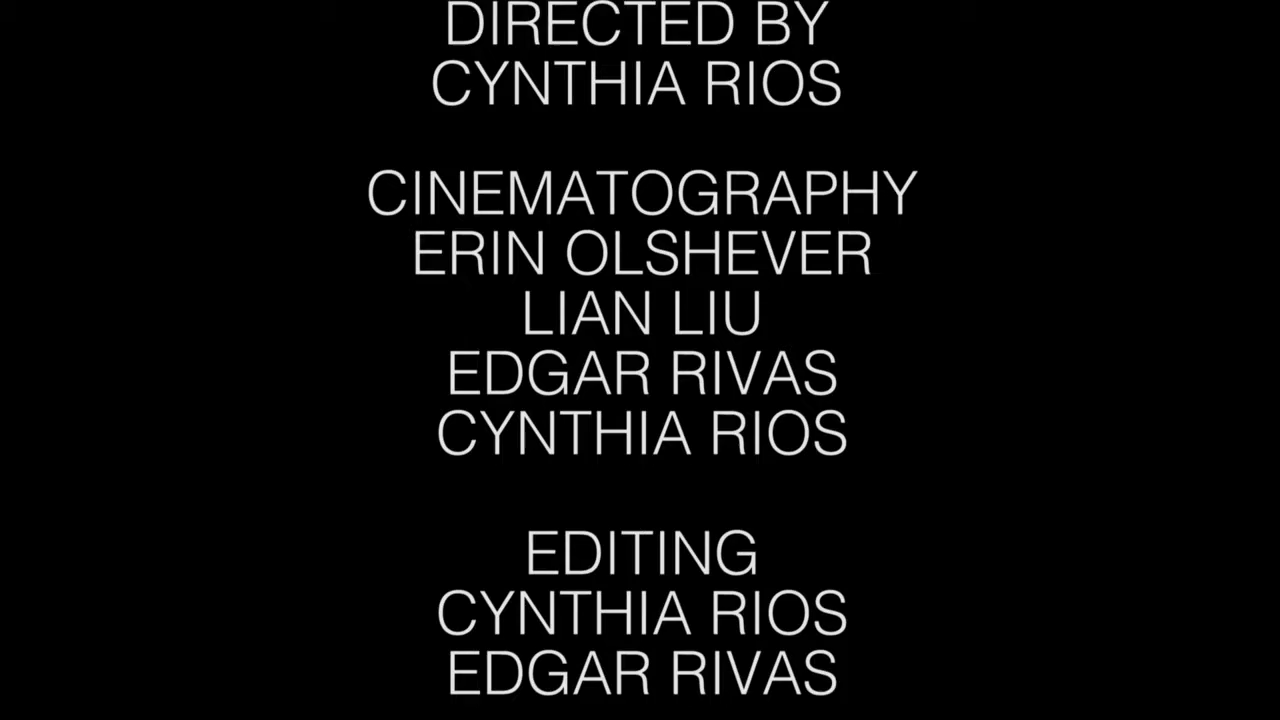 DIRECTED BY
CYNTHIA RIOS
CINEMATOGRAPHY
ERIN OLSHEVER
LIAN LIU
EDGAR RIVAS
CYNTHIA RIOS
EDITING
CYNTHIA RIOS
EDGAR RIVAS